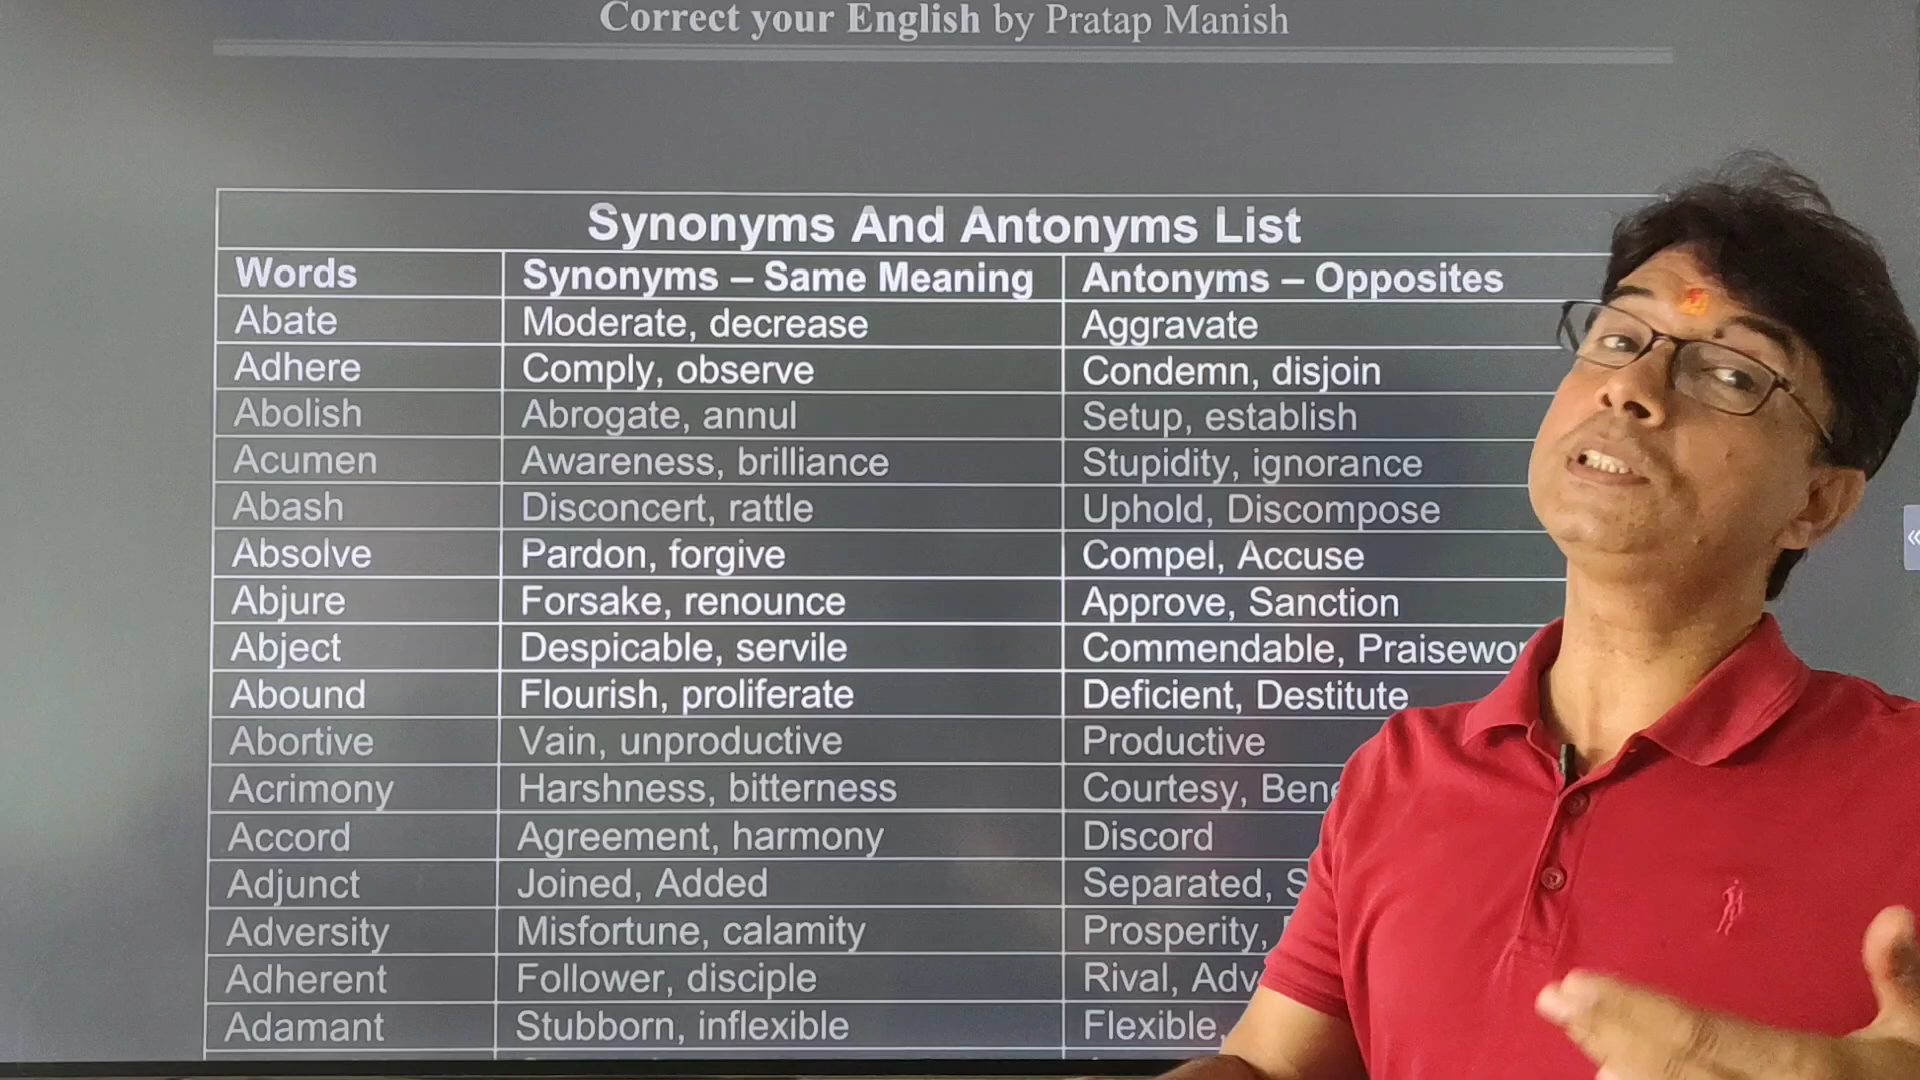 Correct your English by Pratap Manish
Synonyms And Antonyms List
Words Synonyms – Same Meaning Antonyms – Opposites
Abate Moderate, decrease Aggravate
Adhere Comply, observe Condemn, disjoin
Abolish Abrogate, annul Setup, establish
Acumen Awareness, brilliance Stupidity, ignorance
Abash Disconcert, rattle Uphold, Discompose
Absolve Pardon, forgive Compel, Accuse
Abjure Forsake, renounce Approve, Sanction
Abject Despicable, servile Commendable,
Abound Flourish, proliferate Deficient, Destitute
Abortive Vain, unproductive Productive
Acrimony Harshness, bitterness Courtesy,
Accord Agreement, harmony Discord
Adjunct Joined, Added Separated,
Adversity Misfortune, calamity Prosperity,
Adherent Follower, disciple Rival,
Adamant Stubborn, inflexible Flexible,